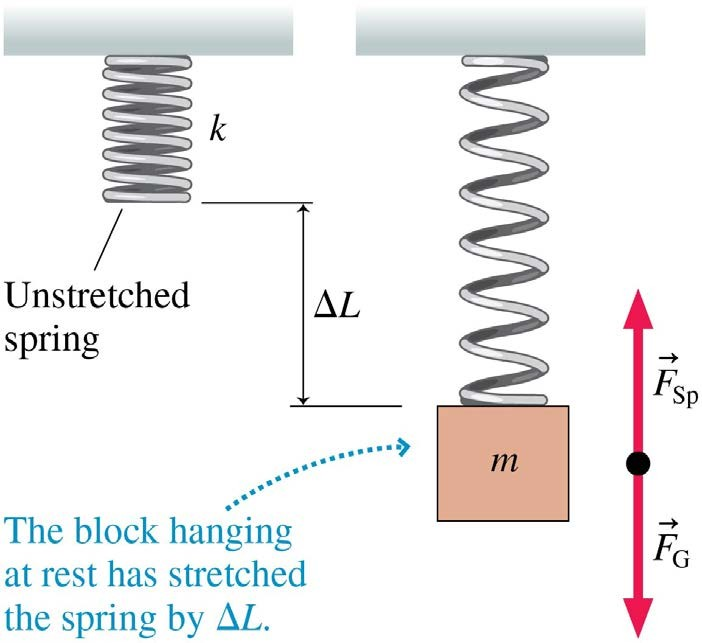 k
Unstretched
spring
ΔL
m
F⃗Sp
F⃗G
The block hanging
at rest has stretched
the spring by ΔL.